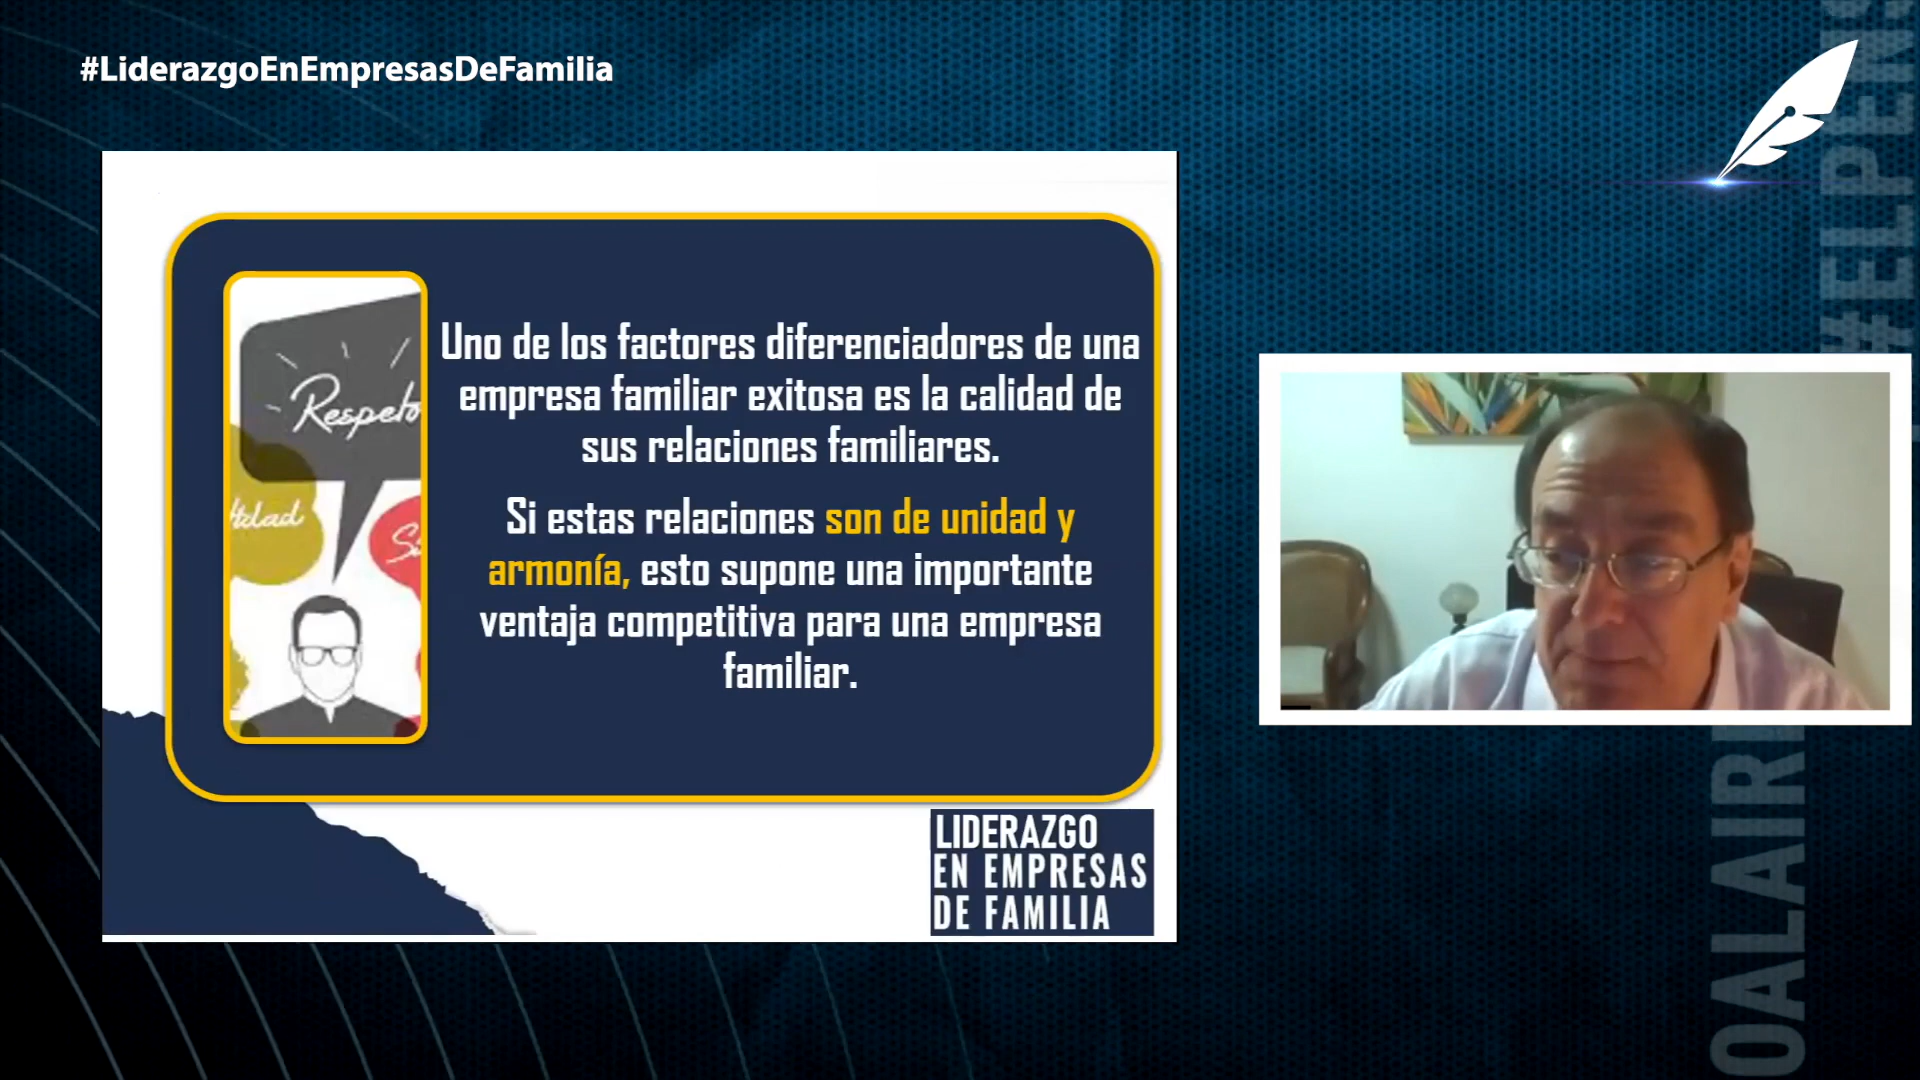 #LiderazgoEnEmpresasDeFamilia
Respeto
Uno de los factores diferenciadores de una
empresa familiar exitosa es la calidad de
sus relaciones familiares.
Si estas relaciones son de unidad y
armonía, esto supone una importante
ventaja competitiva para una empresa
familiar.
LIDERAZGO
EN EMPRESAS
DE FAMILIA